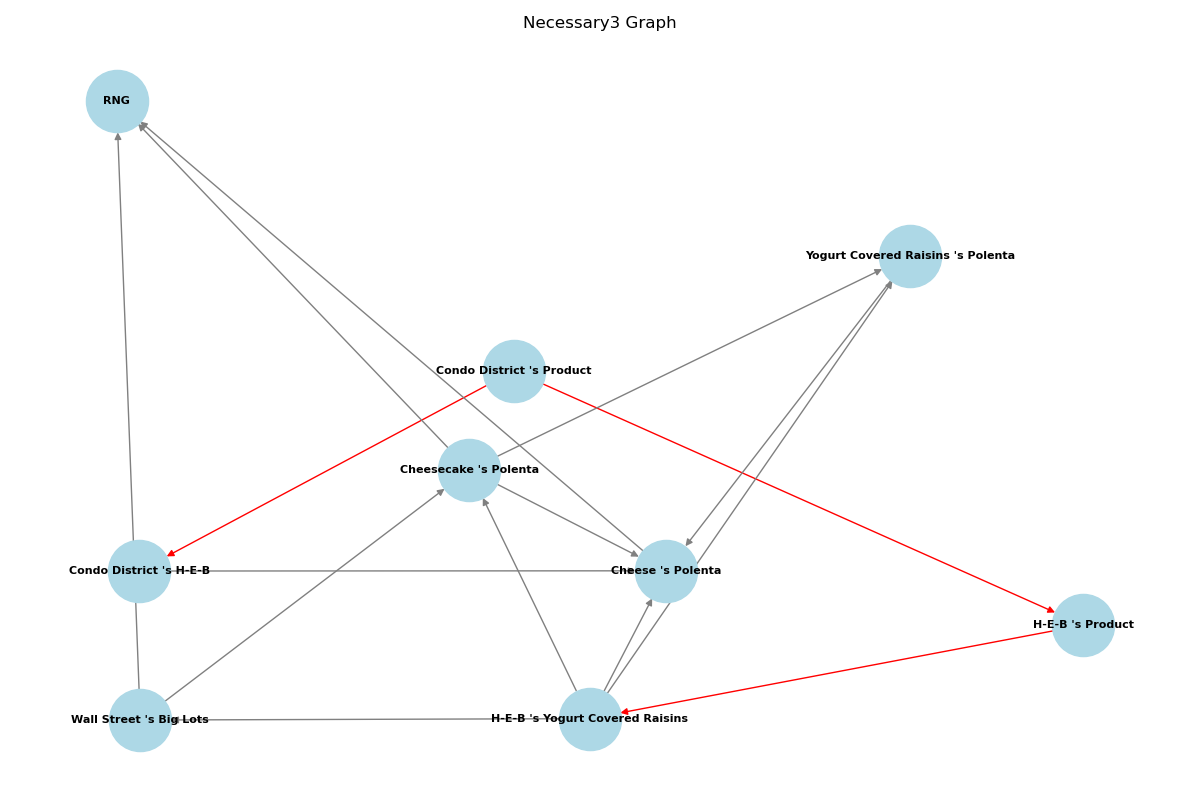 Necessary3 Graph
RNG
Yogurt Covered Raisins 's Polenta
Condo District 's Product
Cheesecake 's Polenta
Condo District 's H-E-B
Cheese 's Polenta
H-E-B 's Product
Wall Street 's Big Lots
H-E-B 's Yogurt Covered Raisins